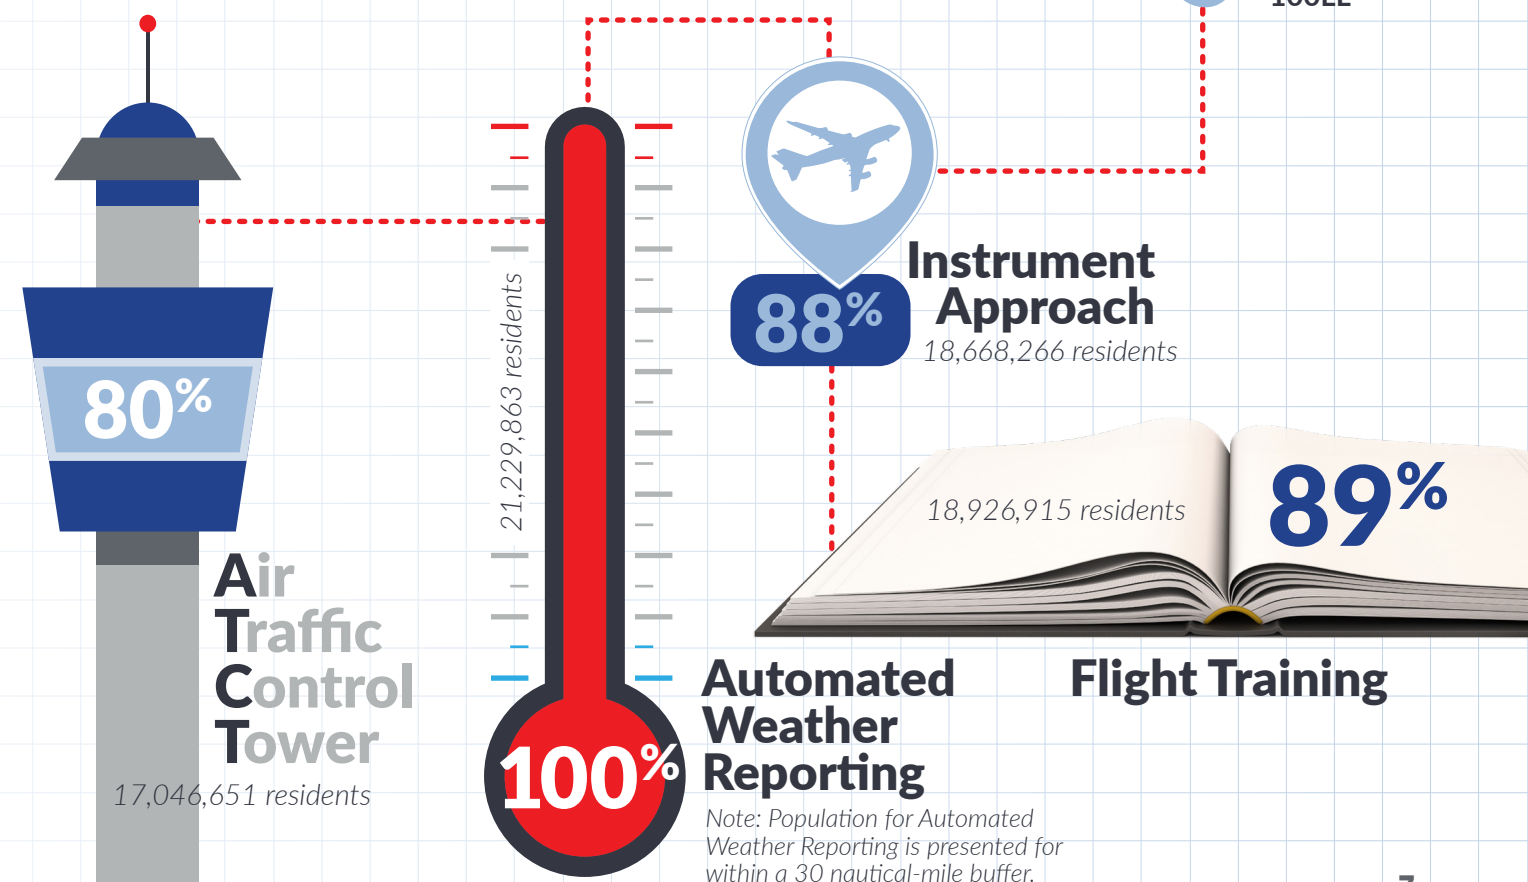 100LL
Instrument
Approach
88%
18,668,266 residents
80%
21,229,863 residents
18,926,915 residents
89%
Air
Traffic
Control
Tower
17,046,651 residents
100%
Automated
Weather
Reporting
Note: Population for Automated
Weather Reporting is presented for
within a 30 nautical-mile buffer.
Flight Training